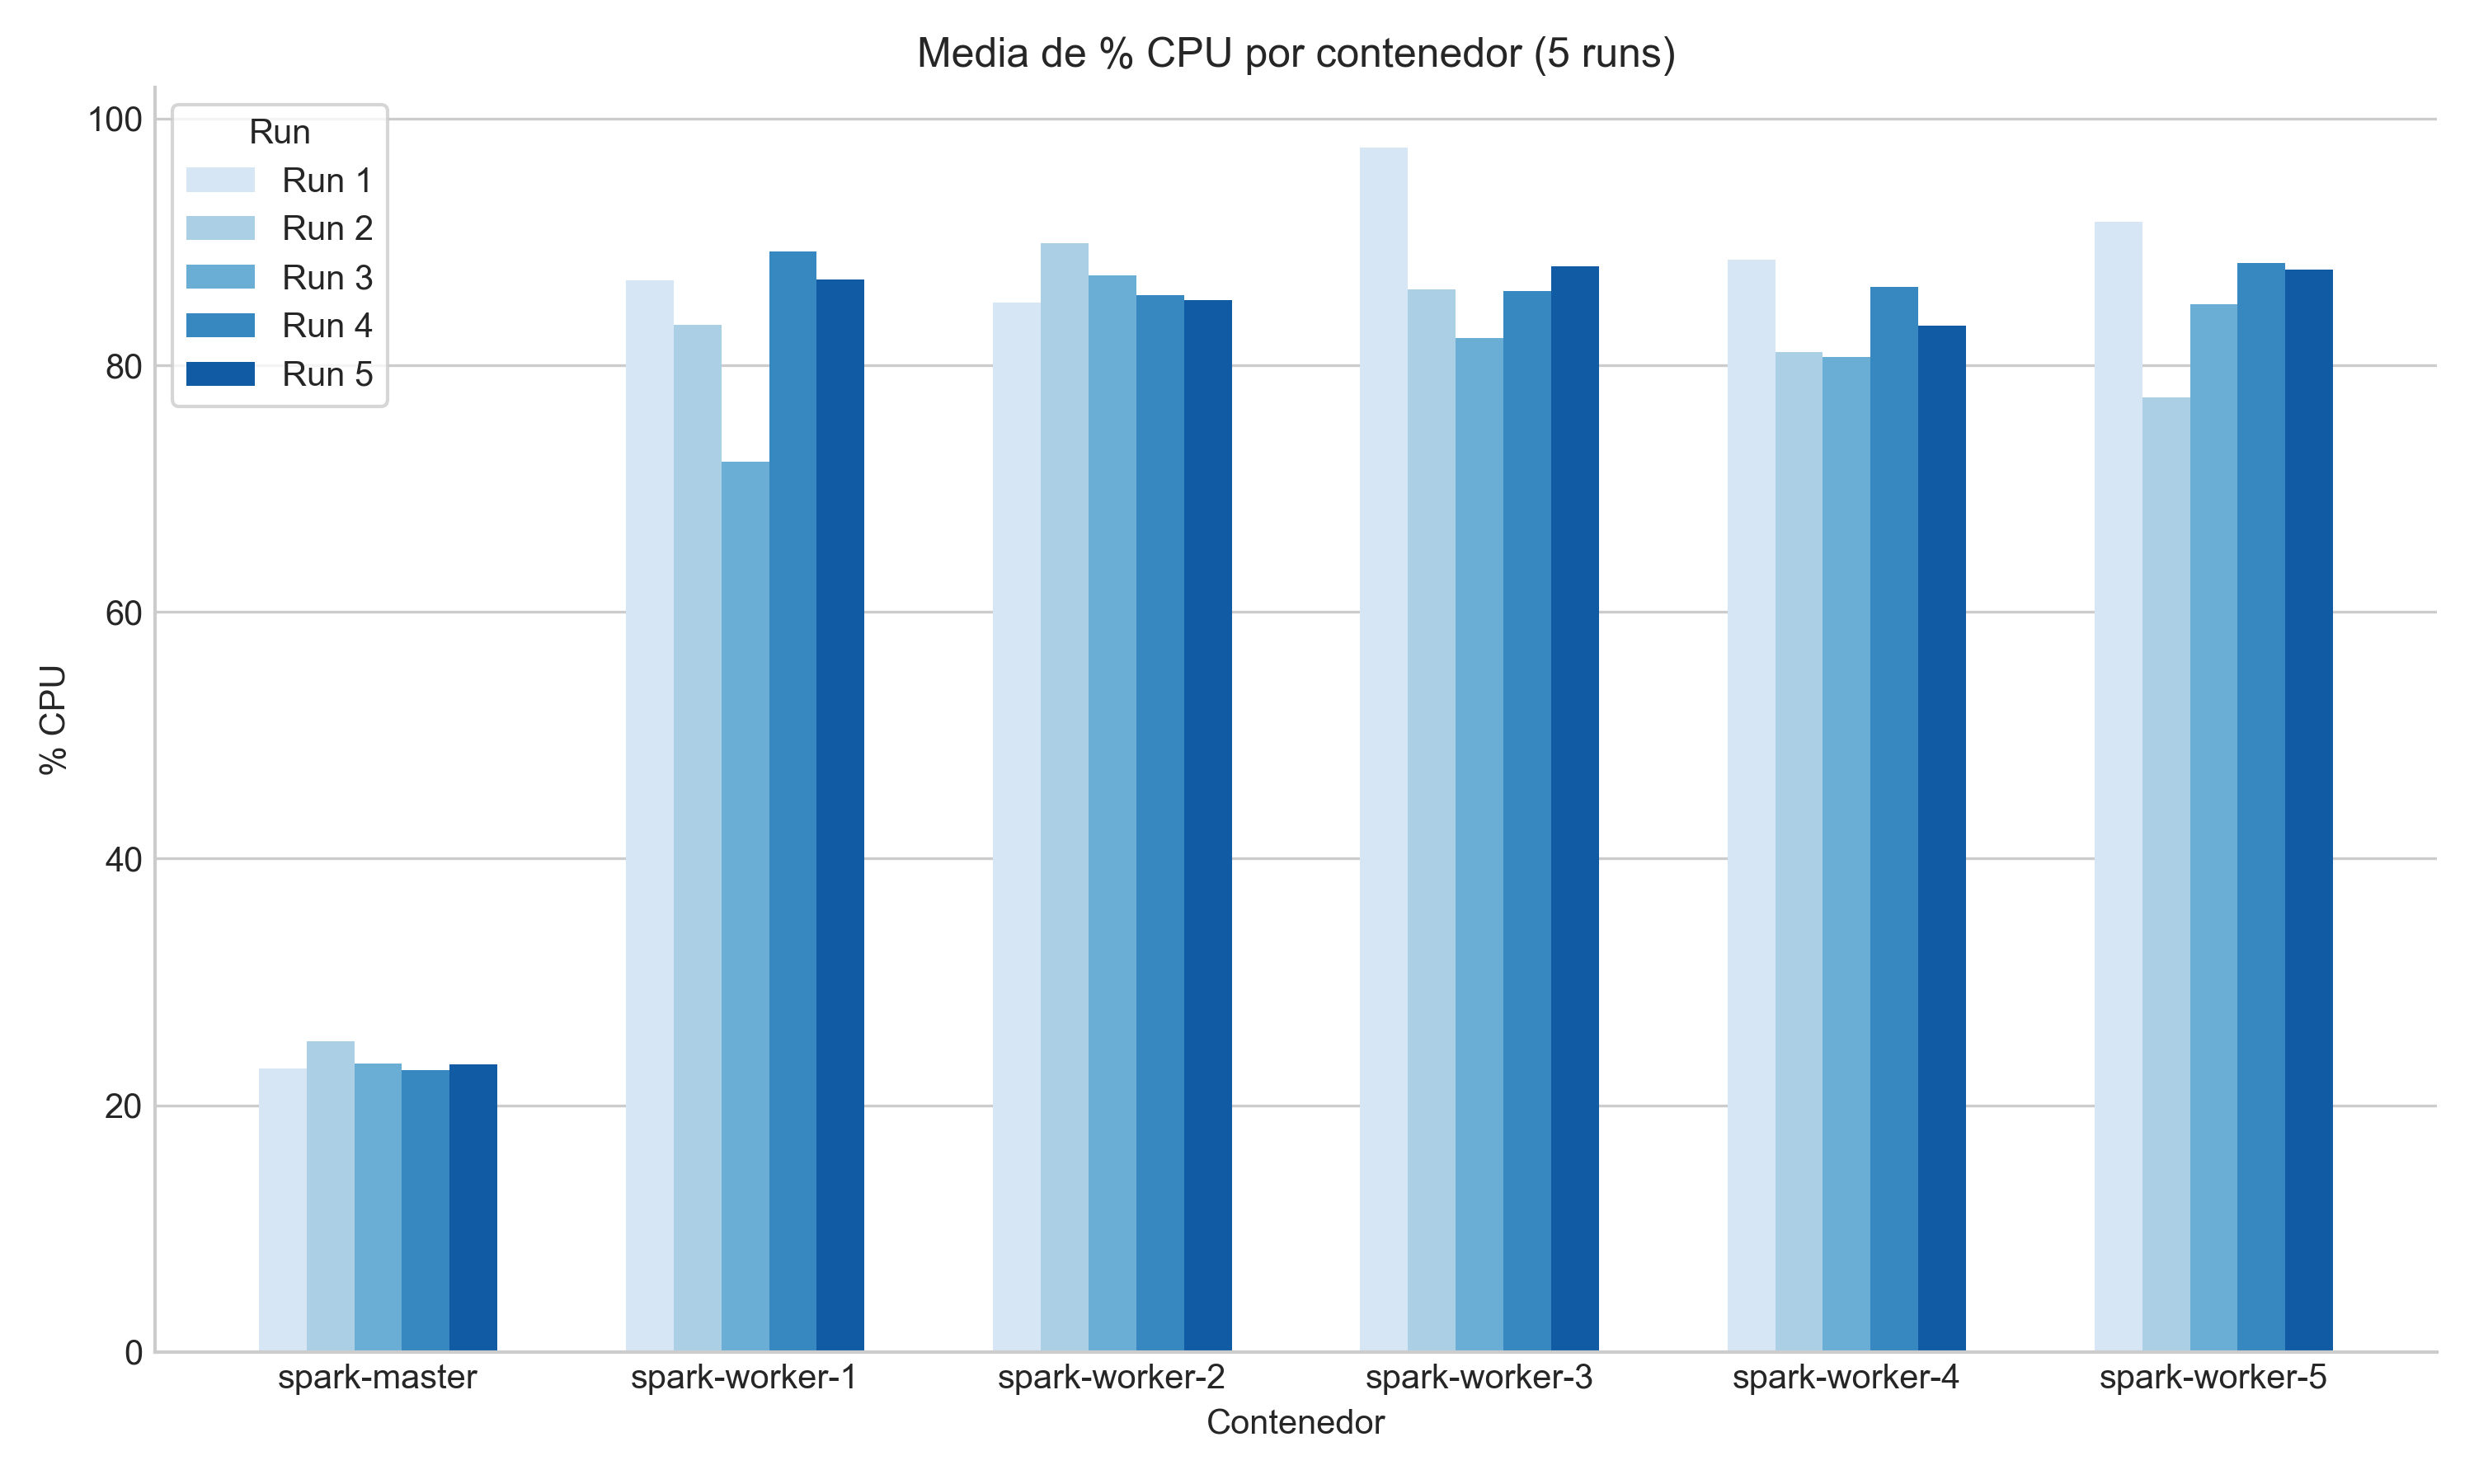 Media de % CPU por contenedor (5 runs)
Run
Run 1
Run 2
Run 3
Run 4
Run 5
100
80
60
40
20
0
% CPU
spark-master
spark-worker-1
spark-worker-2
spark-worker-3
spark-worker-4
spark-worker-5
Contenedor